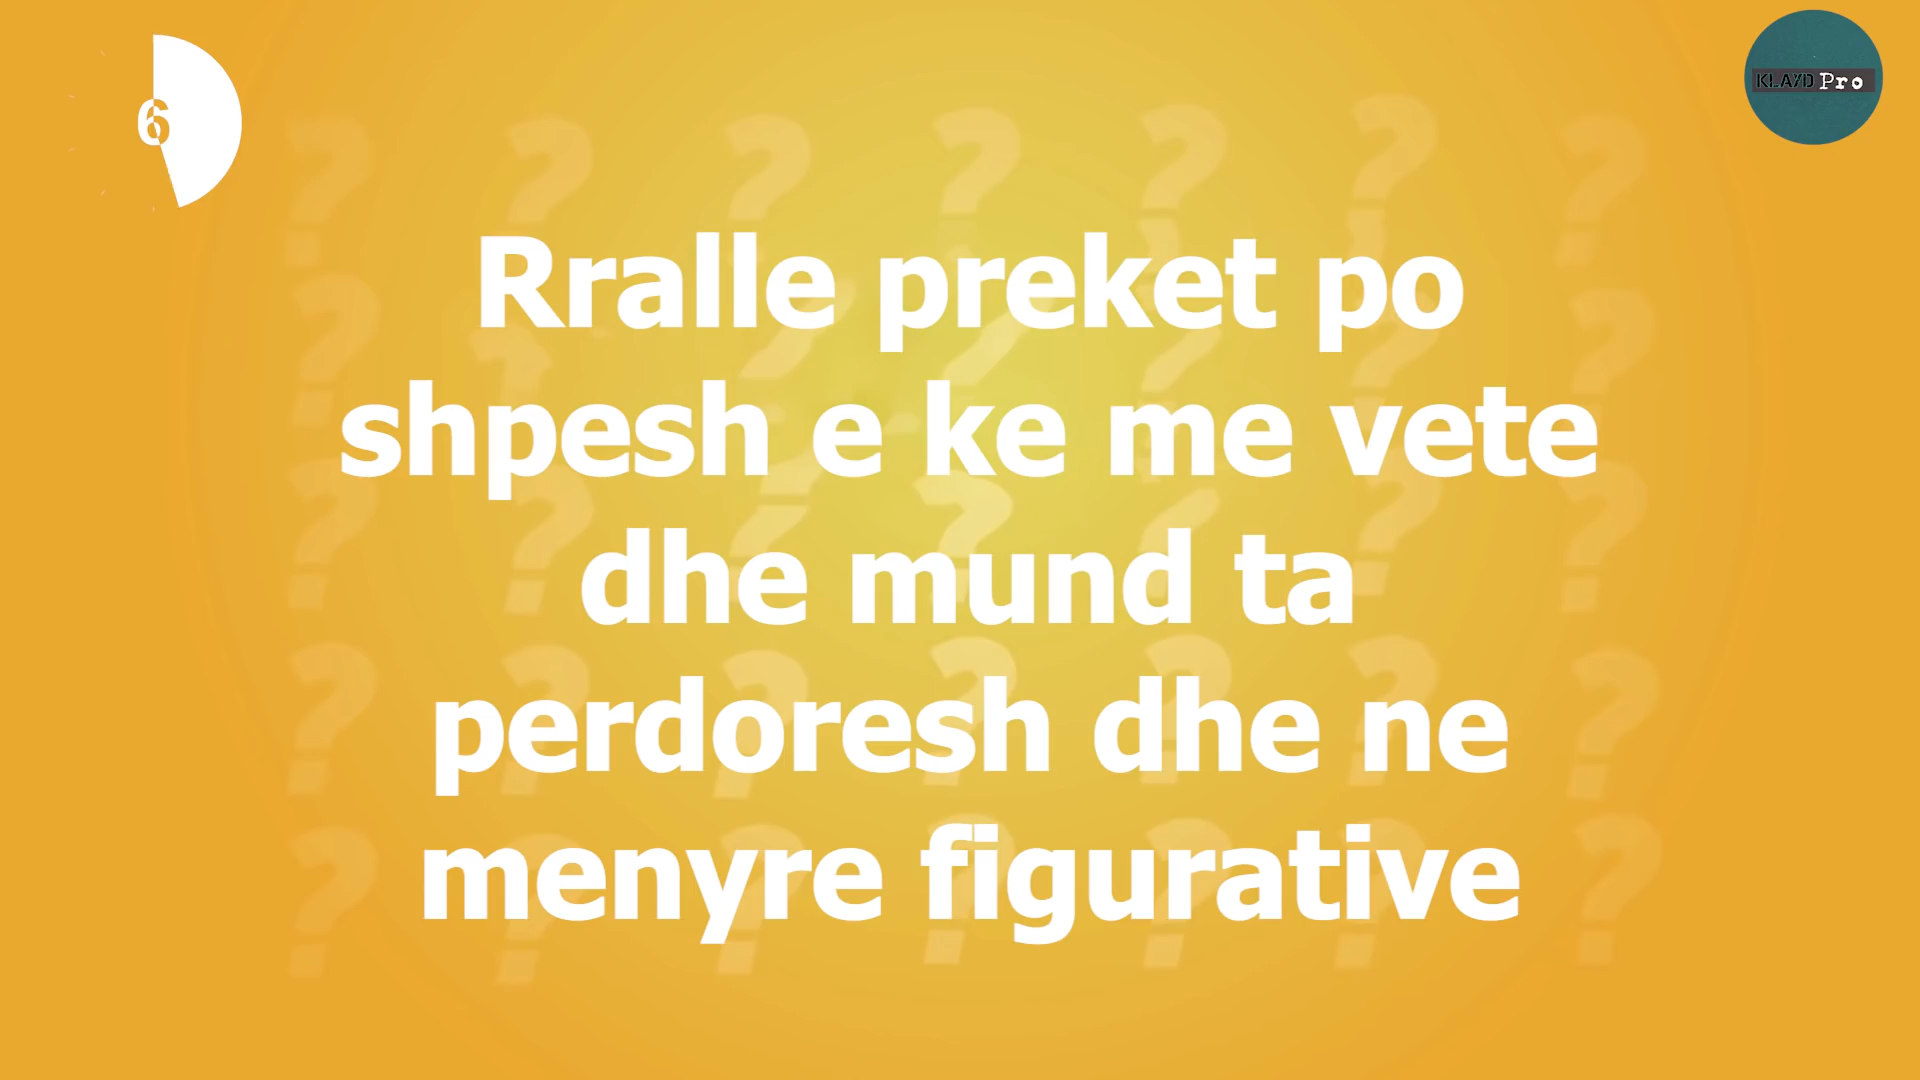 6
KLAYD Pro
Rralle preket po
shpesh e ke me vete
dhe mund ta
perdoresh dhe ne
menyre figurative